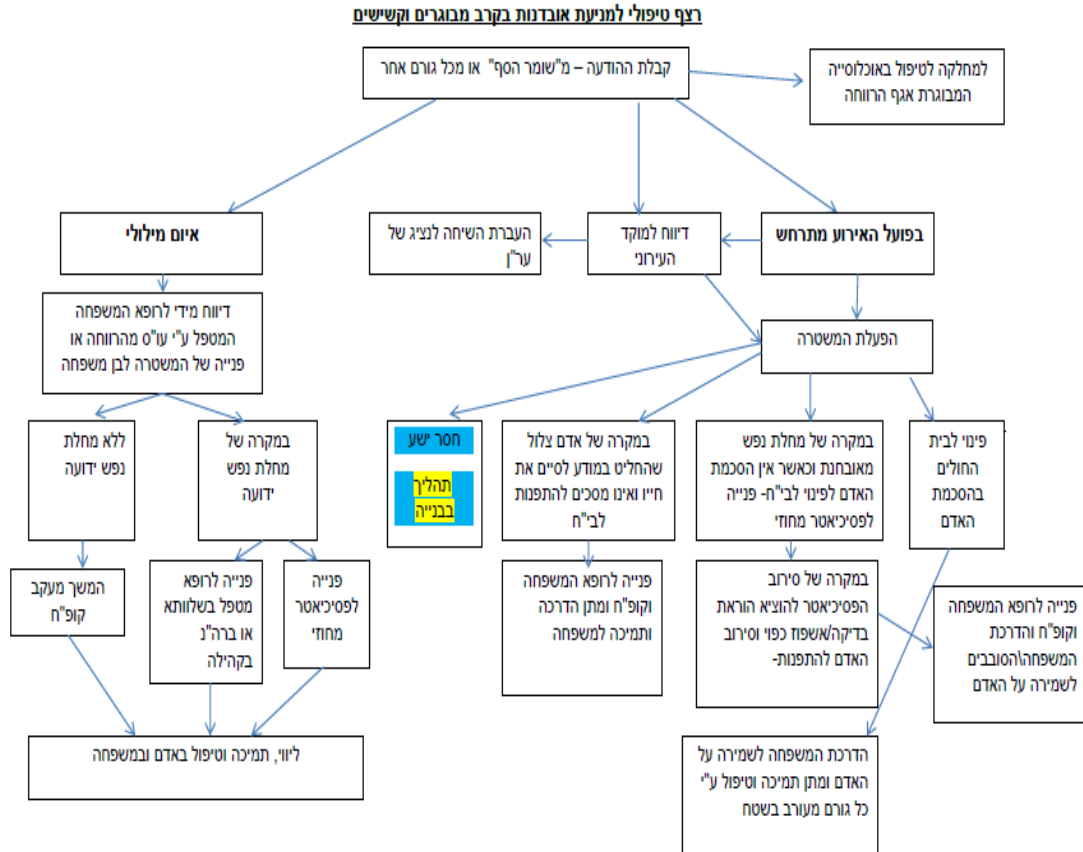 רצף טיפולי למניעת אובדנות בקרב מבוגרים וקשישים
קבלת ההודעה – מ"שומר הסף" או מכל גורם אחר
למחלקה לטיפול באוכלוסייה
המבוגרת אגף הרווחה
בפועל האירוע מתרחש
דיווח למוקד
העירוני
העברת השיחה לנציג של
ער"ן
איום מילולי
הפעלת המשטרה
דיווח מידי לרופא המשפחה
המטפל ע"י עו"ס מהרווחה או
פנייה של המשטרה לבן משפחה
פינוי לבית
החולים
בהסכמת
האדם
במקרה של מחלת נפש
מאובחנת וכאשר אין הסכמת
האדם לפינוי לבי"ח- פנייה
לפסיכיאטר מחוזי
במקרה של אדם צלול
שהחליט במודע לסיים את
חייו ואינו מסכים להתפנות
לבי"ח
חסר ישע
תהליך
בבנייה
במקרה של
מחלת נפש
ידועה
ללא מחלת
נפש ידועה
פנייה לרופא המשפחה
וקופ"ח והדרכת
המשפחה\הסובבים
לשמירה על האדם
במקרה של סירוב
הפסיכיאטר להוציא הוראת
בדיקה/אשפוז כפוי וסירוב
האדם להתפנות-
פנייה לרופא המשפחה
וקופ"ח ומתן הדרכה
ותמיכה למשפחה
פנייה
לפסיכיאטר
מחוזי
פנייה לרופא
מטפל בשלוותא
או ברה"נ
בקהילה
המשך מעקב
קופ"ח
הדרכת המשפחה לשמירה על
האדם ומתן תמיכה וטיפול ע"י
כל גורם מעורב בשטח
ליווי, תמיכה וטיפול באדם ובמשפחה